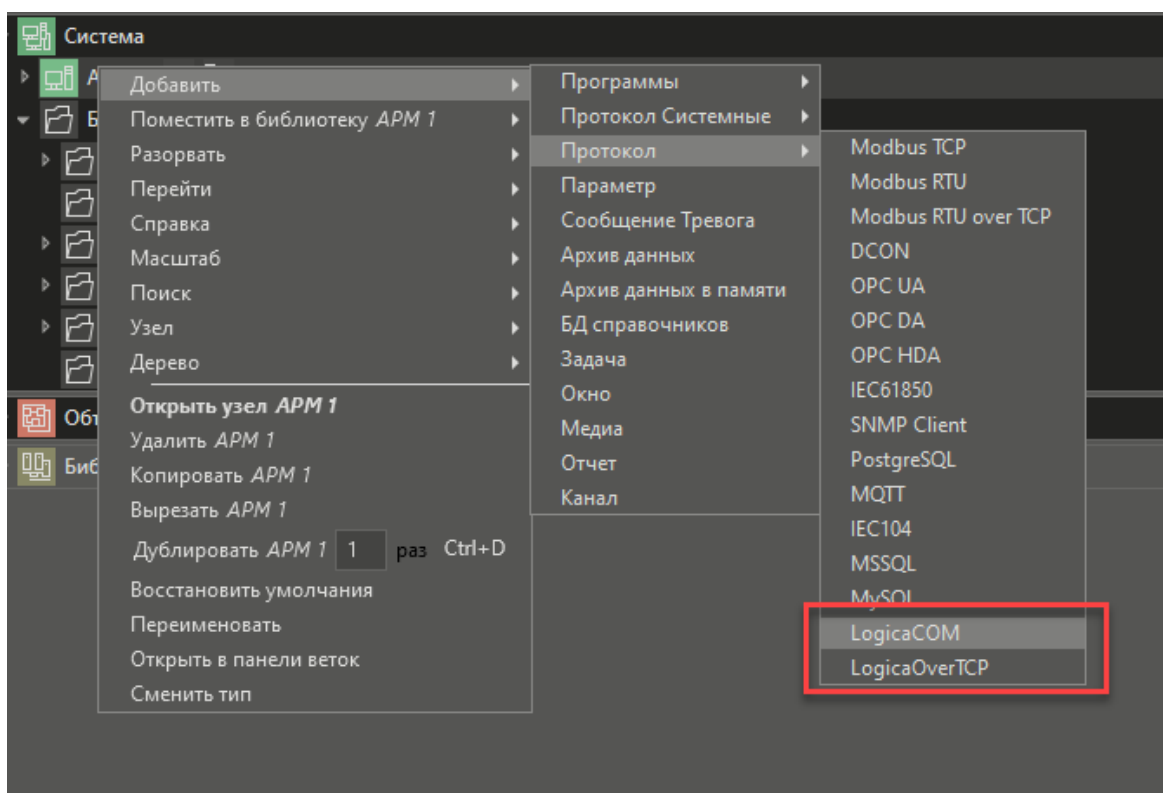 Система
Добавить
Поместить в библиотеку АРМ 1
Разорвать
Перейти
Справка
Масштаб
Поиск
Узел
Дерево
Открыть узел АРМ 1
Удалить АРМ 1
Копировать АРМ 1
Вырезать АРМ 1
Дублировать АРМ 1 1 раз Ctrl+D
Восстановить умолчания
Переименовать
Открыть в панели веток
Сменить тип
Программы
Протокол Системные
Протокол
Параметр
Сообщение Тревога
Архив данных
Архив данных в памяти
БД справочников
Задача
Окно
Медиа
Отчет
Канал
Modbus TCP
Modbus RTU
Modbus RTU over TCP
DCON
OPC UA
OPC DA
OPC HDA
IEC61850
SNMP Client
PostgreSQL
MQTT
IEC104
MSSQL
MySQL
LogicaCOM
LogicaOverTCP